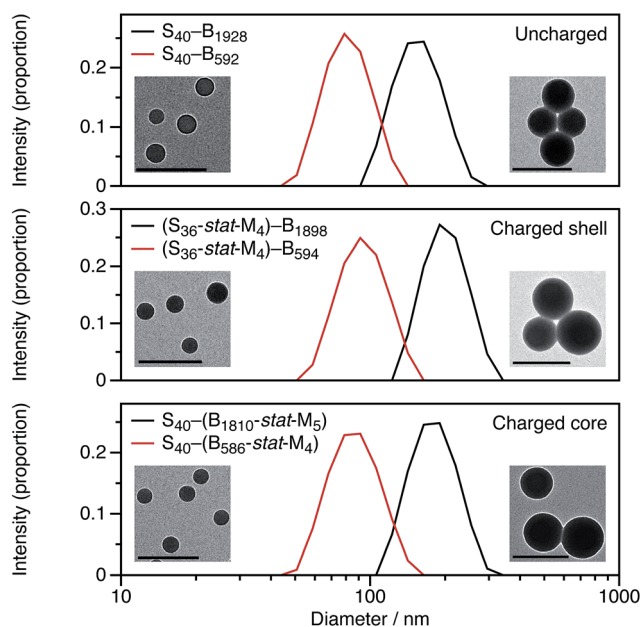 S40–B1928
S40–B592
Uncharged
Intensity (proportion)
0.2
0.1
0
(S36-stat-M4)–B1898
(S36-stat-M4)–B594
Charged shell
Intensity (proportion)
0.3
0.2
0.1
0
S40–(B1810-stat-M5)
S40–(B586-stat-M4)
Charged core
Intensity (proportion)
0.2
0.1
0
10
100
1000
Diameter / nm